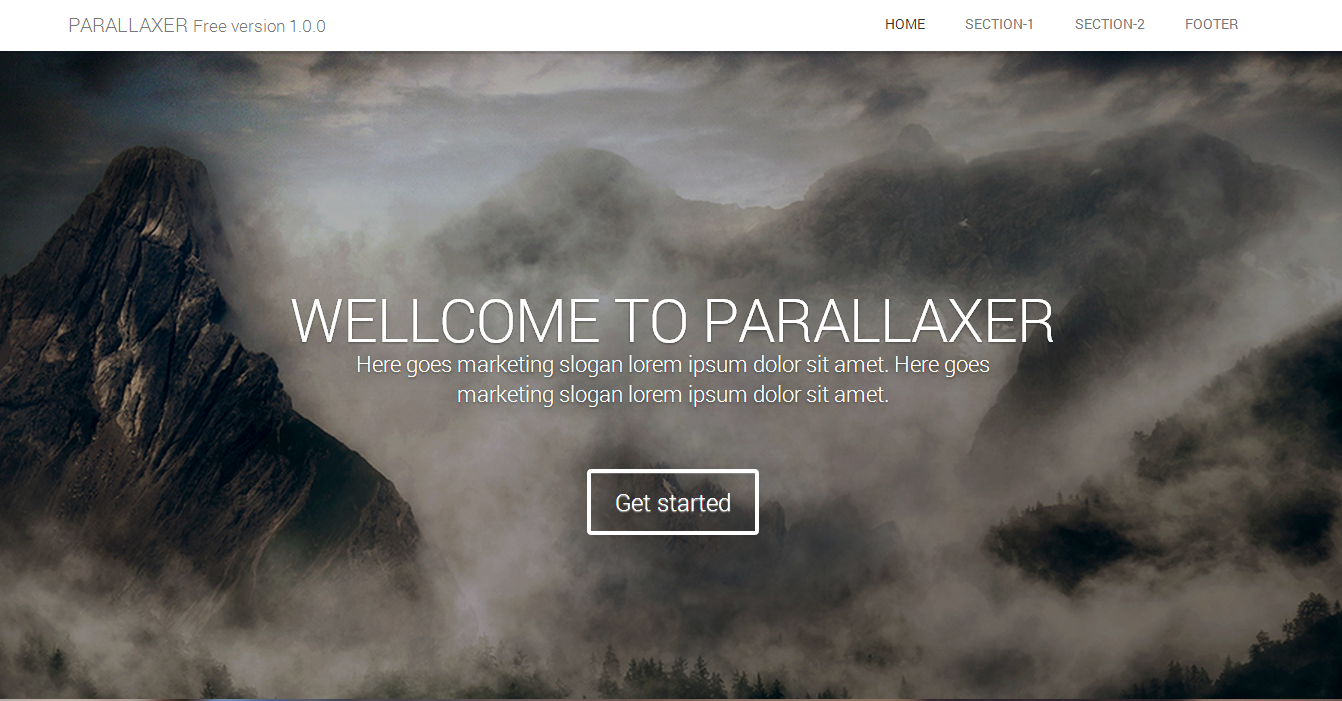 PARALLAXER Free version 1.0.0
HOME SECTION-1 SECTION-2 FOOTER
WELLCOME TO PARALLAXER
Here goes marketing slogan lorem ipsum dolor sit amet. Here goes
marketing slogan lorem ipsum dolor sit amet.
Get started